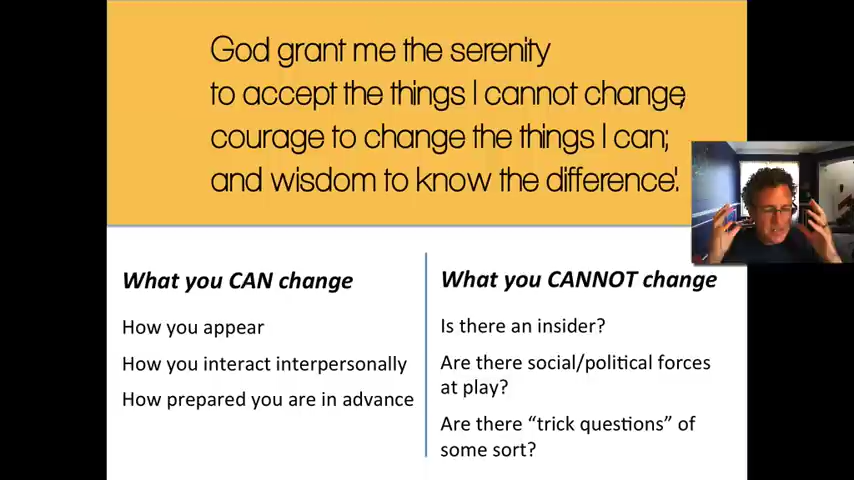 God grant me the serenity
to accept the things I cannot change;
courage to change the things I can;
and wisdom to know the difference'.
What you CAN change
How you appear
How you interact interpersonally
How prepared you are in advance
What you CANNOT change
Is there an insider?
Are there social/political forces
at play?
Are there “trick questions” of
some sort?